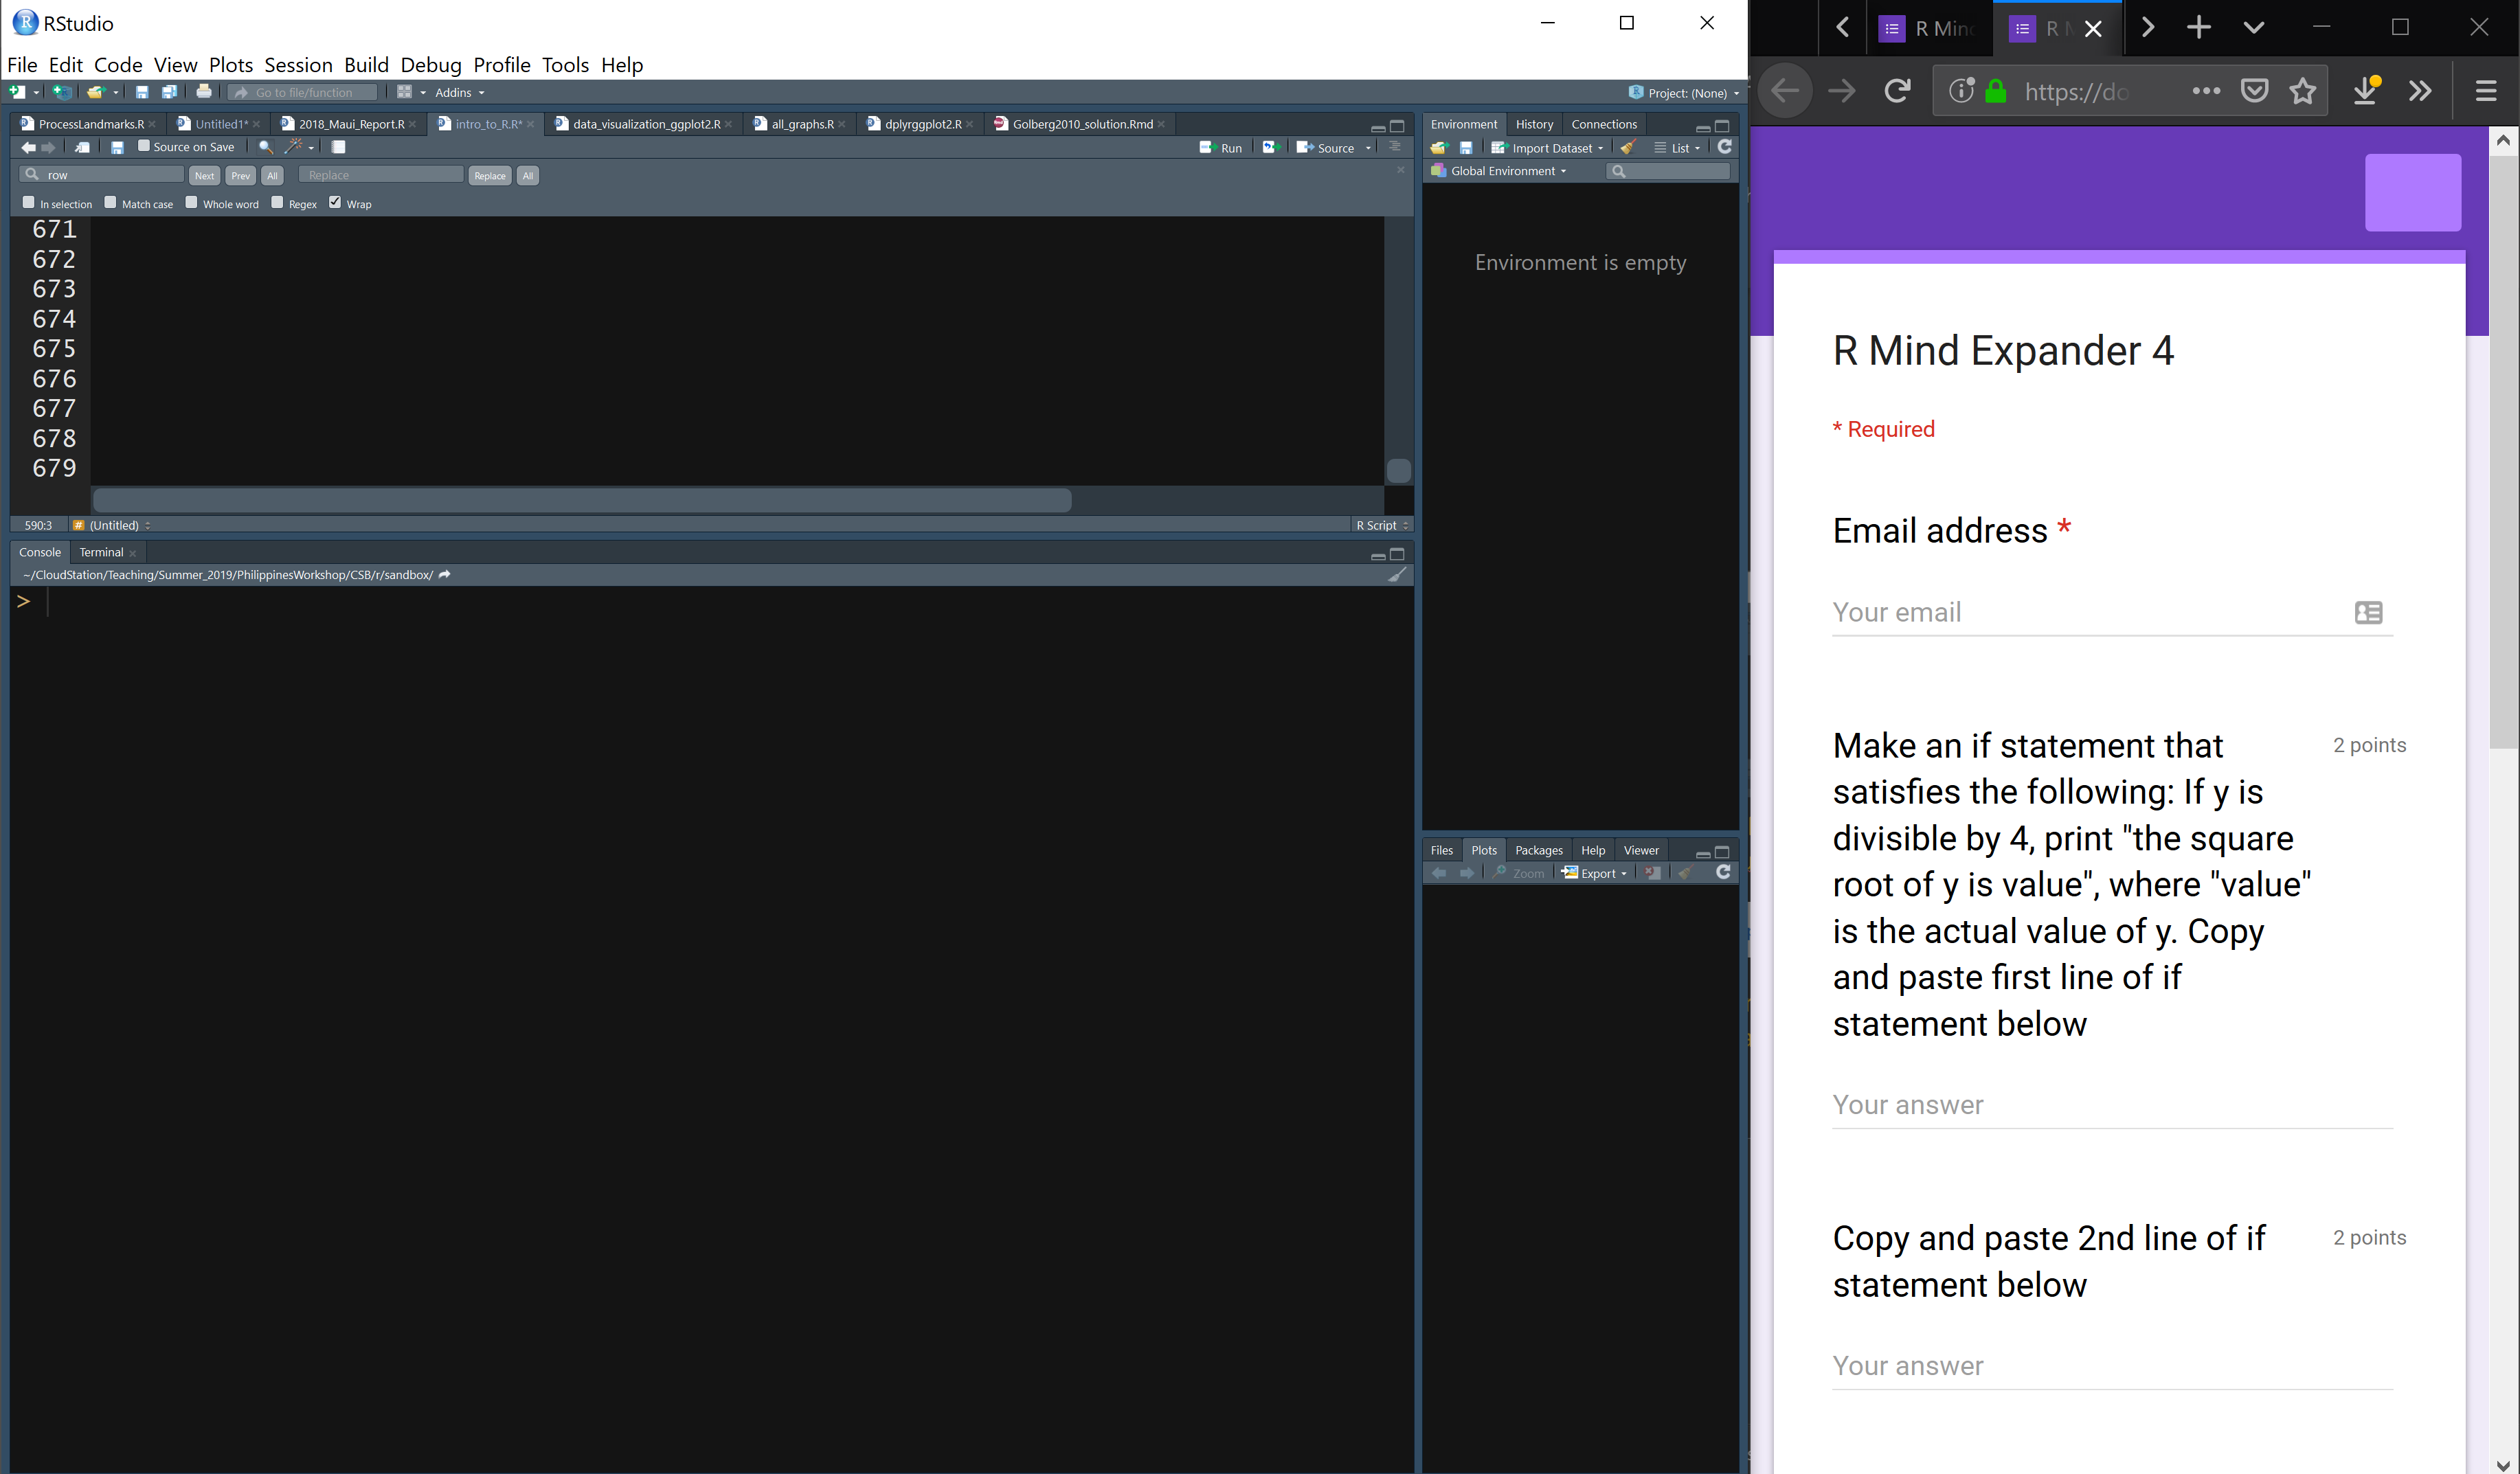 RStudio
File Edit Code View Plots Session Build Debug Profile Tools Help
Go to file/function Addins Project: (None)
ProcessLandmarks.R Untitled1* 2018_Maui_Report.R intro_to_R.R* data_visualization_ggplot2.R all_graphs.R dplyrggplot2.R Golberg2010_solution.Rmd
Source on Save Run Source
row Next Prev All Replace Replace All
In selection Match case Whole word Regex Wrap
671
672
673
674
675
676
677
678
679
590:3 # (Untitled) R Script
Console Terminal
~/CloudStation/Teaching/Summer_2019/PhilippinesWorkshop/CSB/r/sandbox/
>
Environment History Connections
Import Dataset List
Global Environment
Environment is empty
Files Plots Packages Help Viewer
Zoom Export
R Min R
https://do
R Mind Expander 4
* Required
Email address *
Your email
Make an if statement that 2 points
satisfies the following: If y is
divisible by 4, print "the square
root of y is value", where "value"
is the actual value of y. Copy
and paste first line of if
statement below
Your answer
Copy and paste 2nd line of if 2 points
statement below
Your answer